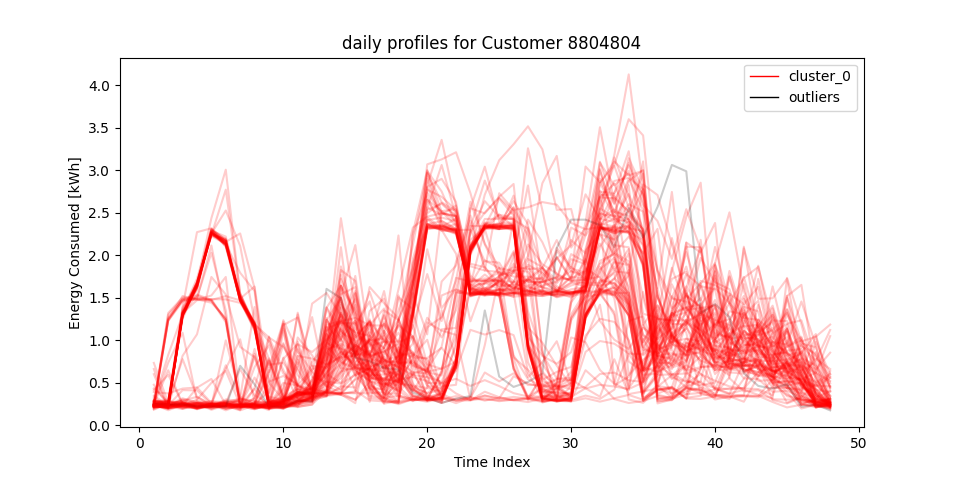 daily profiles for Customer 8804804
cluster_0
outliers
Energy Consumed [kWh]
4.0
3.5
3.0
2.5
2.0
1.5
1.0
0.5
0.0
0 10 20 30 40 50
Time Index